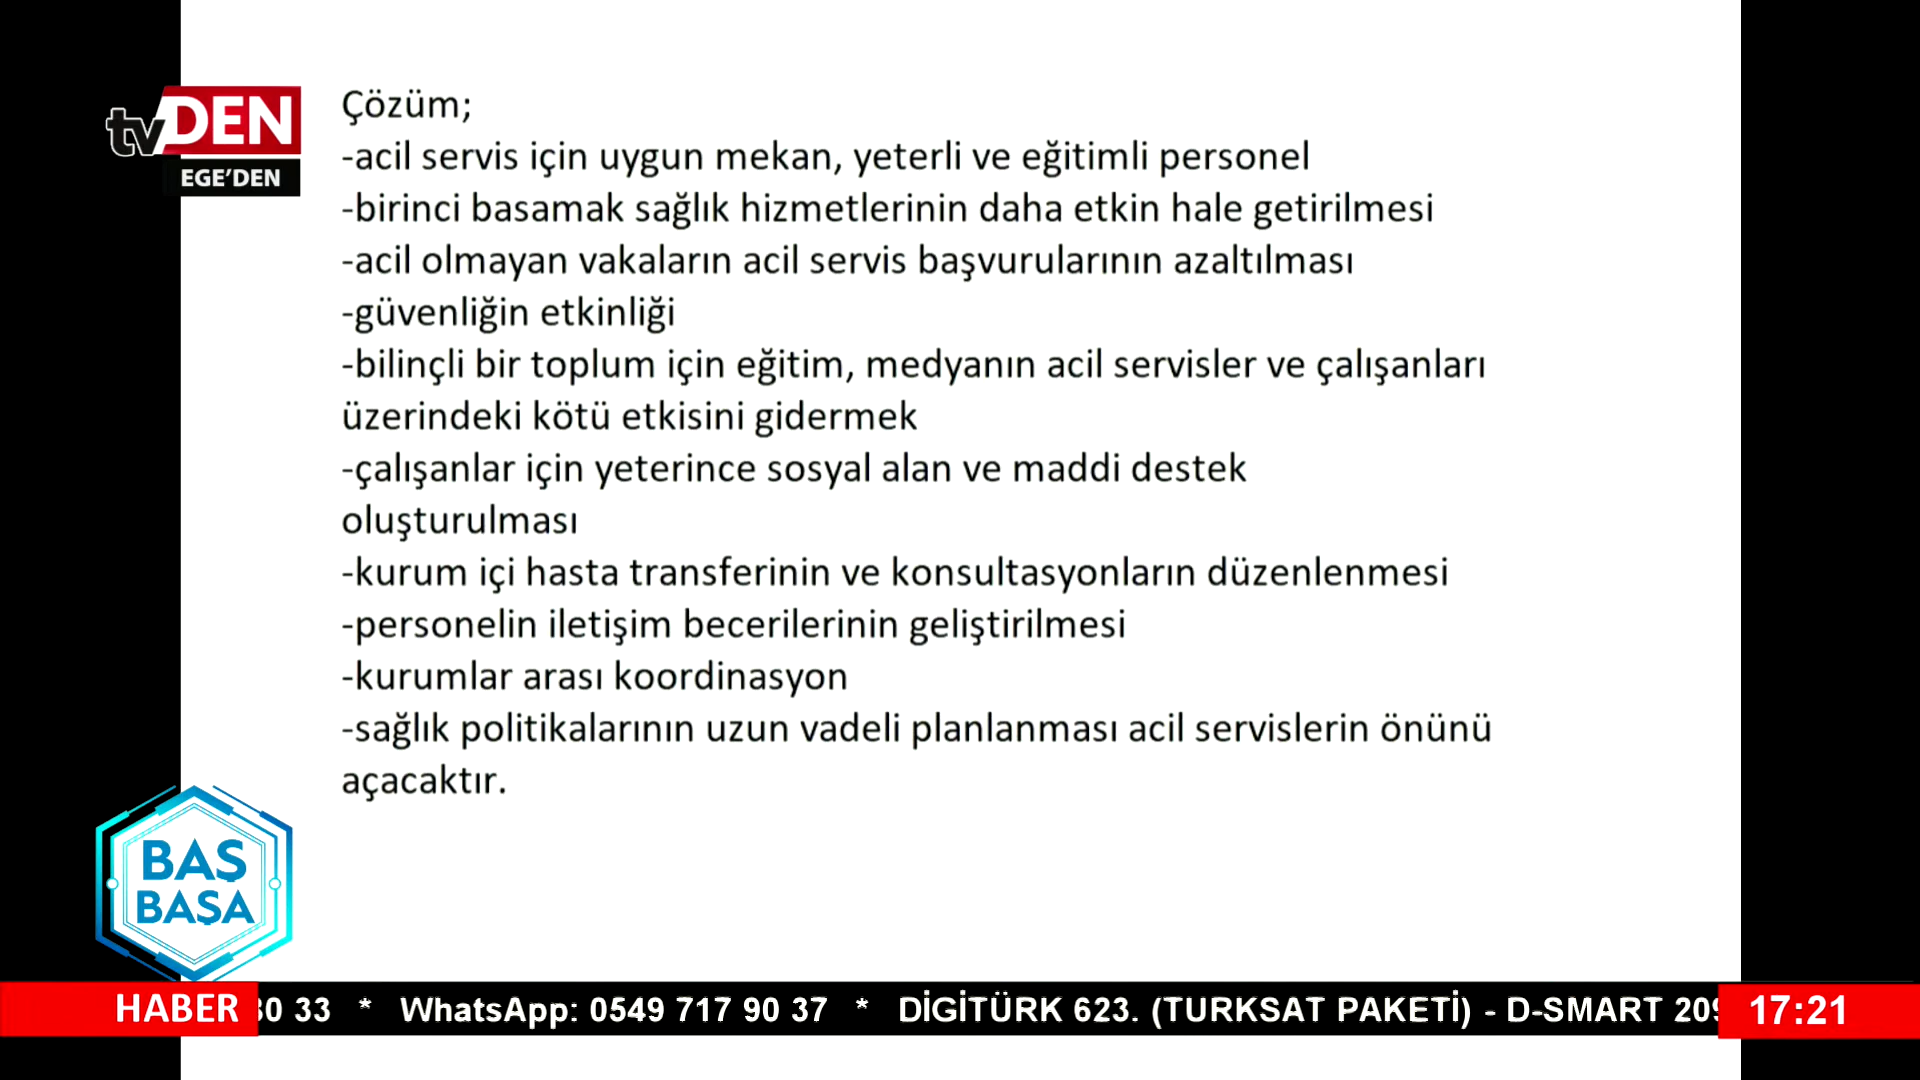 tvDEN
EGE'DEN
Çözüm;
-acil servis için uygun mekan, yeterli ve eğitimli personel
-birinci basamak sağlık hizmetlerinin daha etkin hale getirilmesi
-acil olmayan vakaların acil servis başvurularının azaltılması
-güvenliğin etkinliği
-bilinçli bir toplum için eğitim, medyanın acil servisler ve çalışanları
üzerindeki kötü etkisini gidermek
-çalışanlar için yeterince sosyal alan ve maddi destek
oluşturulması
-kurum içi hasta transferinin ve konsultasyonların düzenlenmesi
-personelin iletişim becerilerinin geliştirilmesi
-kurumlar arası koordinasyon
-sağlık politikalarının uzun vadeli planlanması acil servislerin önünü
açacaktır.
BAŞ
BAŞA
HABER 30 33 * WhatsApp: 0549 717 90 37 * DİGİTÜRK 623. (TURKSAT PAKETİ) - D-SMART 209 17:21